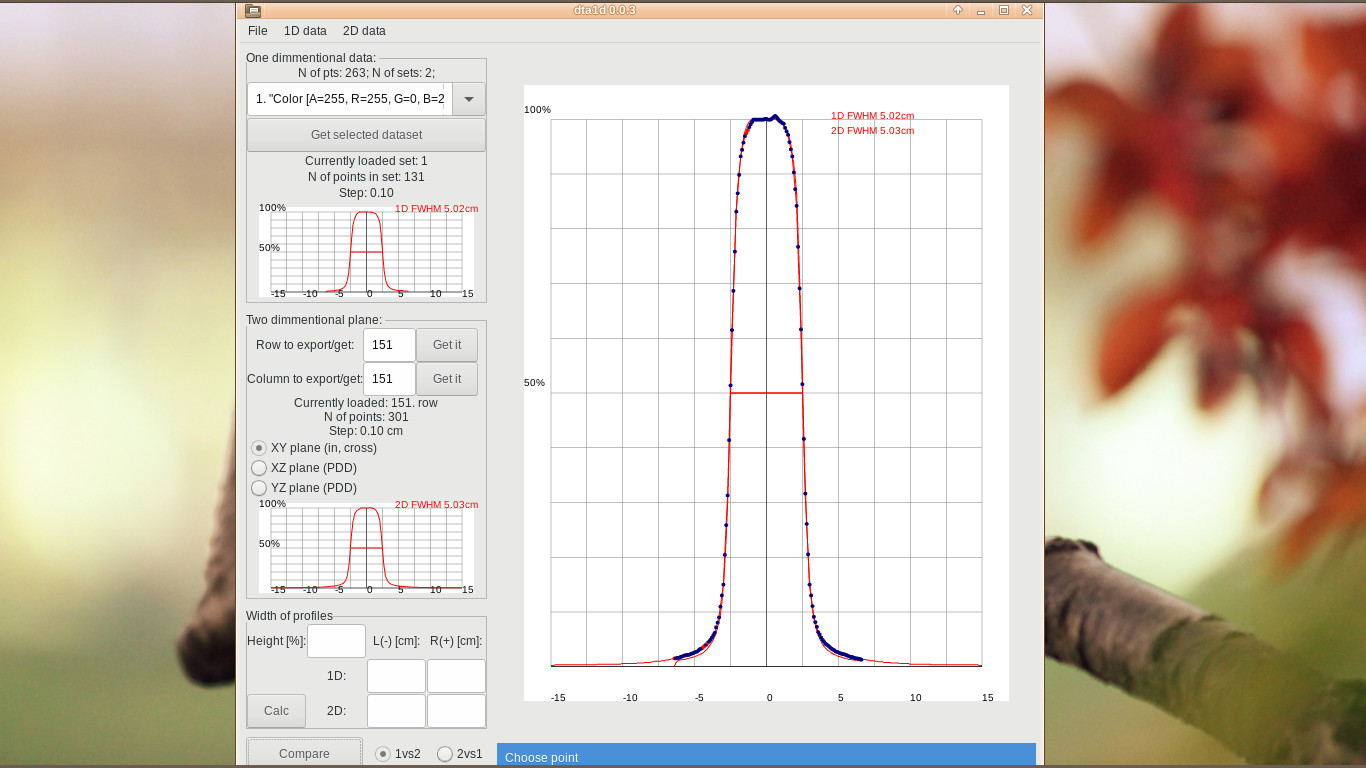 dta1d 0.0.3
File 1D data 2D data
One dimmentional data:
N of pts: 263; N of sets: 2;
1. "Color [A=255, R=255, G=0, B=2
Get selected dataset
Currently loaded set: 1
N of points in set: 131
Step: 0.10
100%
1D FWHM 5.02cm
50%
-15 -10 -5 0 5 10 15
Two dimmentional plane:
Row to export/get: 151 Get it
Column to export/get: 151 Get it
Currently loaded: 151. row
N of points: 301
Step: 0.10 cm
XY plane (in, cross)
XZ plane (PDD)
YZ plane (PDD)
100%
2D FWHM 5.03cm
50%
-15 -10 -5 0 5 10 15
Width of profiles
Height [%]: L(-) [cm]: R(+) [cm]:
1D:
Calc 2D:
Compare 1vs2 2vs1
100%
1D FWHM 5.02cm
2D FWHM 5.03cm
50%
-15 -10 -5 0 5 10 15
Choose point